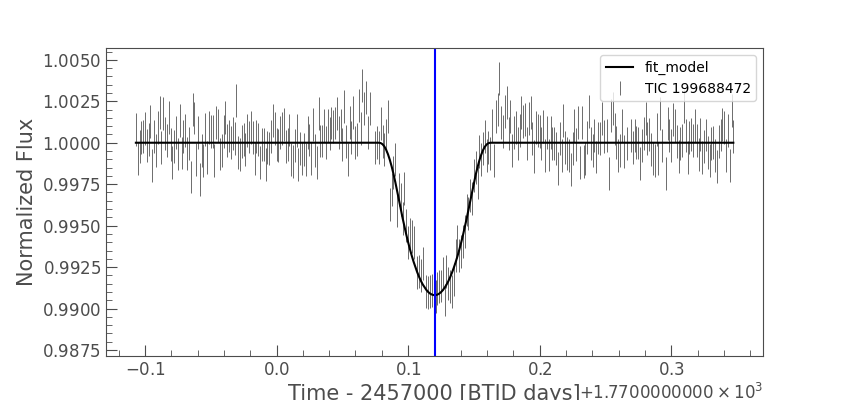 1.0050
1.0025
1.0000
0.9975
0.9950
0.9925
0.9900
0.9875
Normalized Flux
fit_model
TIC 199688472
−0.1 0.0 0.1 0.2 0.3
Time - 2457000 [BTJD days]
+1.7700000000 × 10³